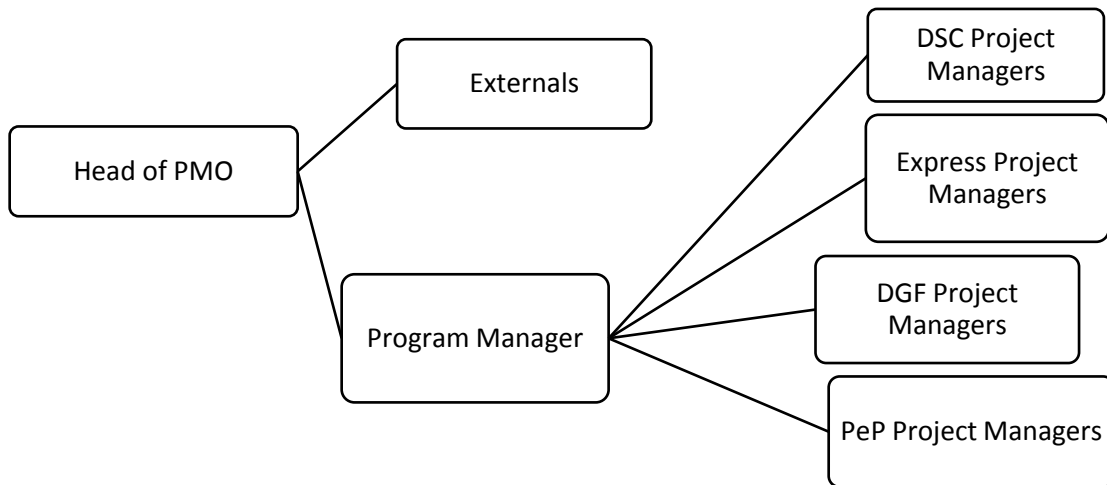 Head of PMO
Externals
Program Manager
DSC Project
Managers
Express Project
Managers
DGF Project
Managers
PeP Project Managers